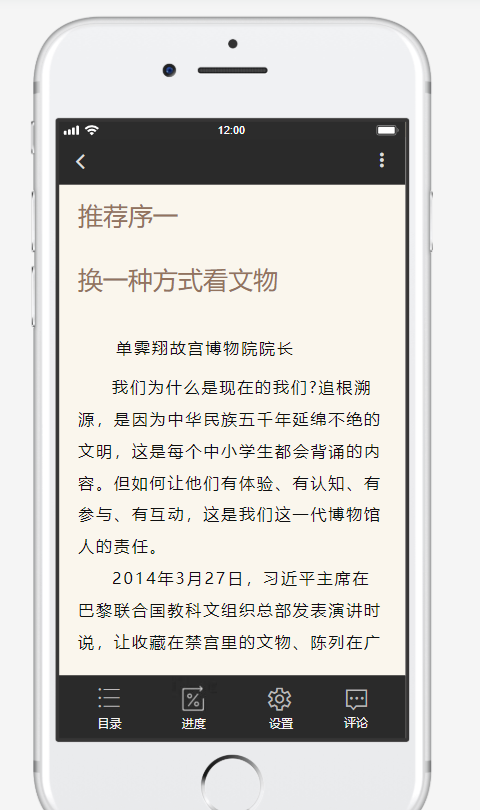 12:00
推荐序一
换一种方式看文物
单霁翔故宫博物院院长
我们为什么是现在的我们?追根溯
源，是因为中华民族五千年延绵不绝的
文明，这是每个中小学生都会背诵的内
容。但如何让他们有体验、有认知、有
参与、有互动，这是我们这一代博物馆
人的责任。
2014年3月27日，习近平主席在
巴黎联合国教科文组织总部发表演讲时
说，让收藏在禁宫里的文物、陈列在广
目录 进度 设置 评论